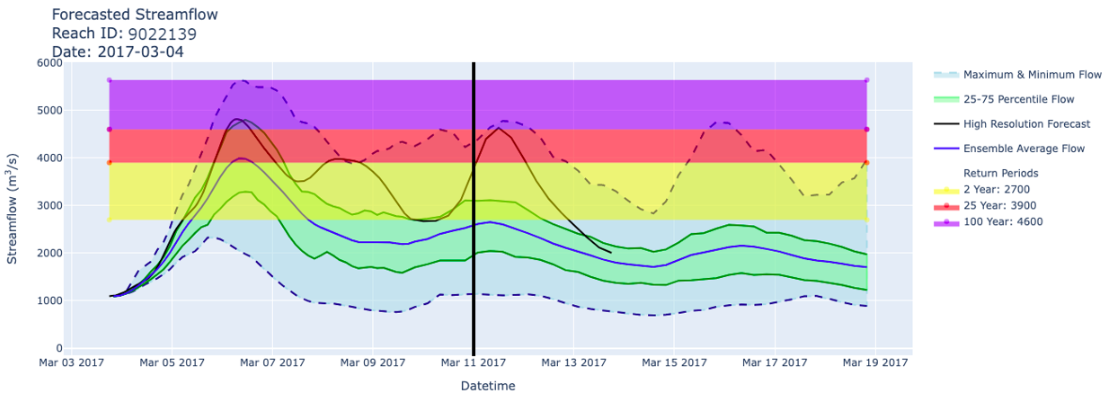 Forecasted Streamflow
Reach ID: 9022139
Date: 2017-03-04
6000
5000
4000
3000
2000
1000
0
Streamflow (m³/s)
Mar 03 2017
Mar 05 2017
Mar 07 2017
Mar 09 2017
Mar 11 2017
Mar 13 2017
Mar 15 2017
Mar 17 2017
Mar 19 2017
Datetime
Maximum & Minimum Flow
25-75 Percentile Flow
High Resolution Forecast
Ensemble Average Flow
Return Periods
2 Year: 2700
25 Year: 3900
100 Year: 4600